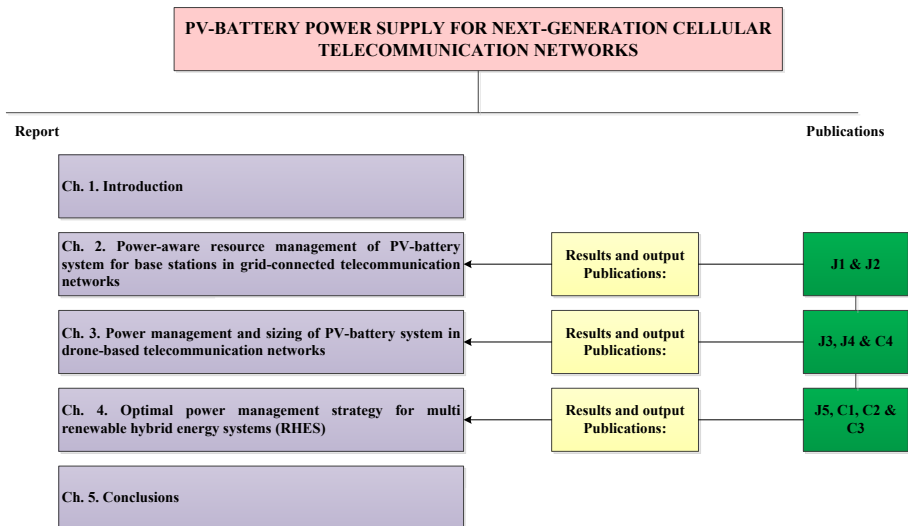 PV-BATTERY POWER SUPPLY FOR NEXT-GENERATION CELLULAR
TELECOMMUNICATION NETWORKS
Report
Publications
Ch. 1. Introduction
Ch. 2. Power-aware resource management of PV-battery
system for base stations in grid-connected telecommunication
networks
Results and output
Publications:
J1 & J2
Ch. 3. Power management and sizing of PV-battery system in
drone-based telecommunication networks
Results and output
Publications:
J3, J4 & C4
Ch. 4. Optimal power management strategy for multi
renewable hybrid energy systems (RHES)
Results and output
Publications:
J5, C1, C2 &
C3
Ch. 5. Conclusions